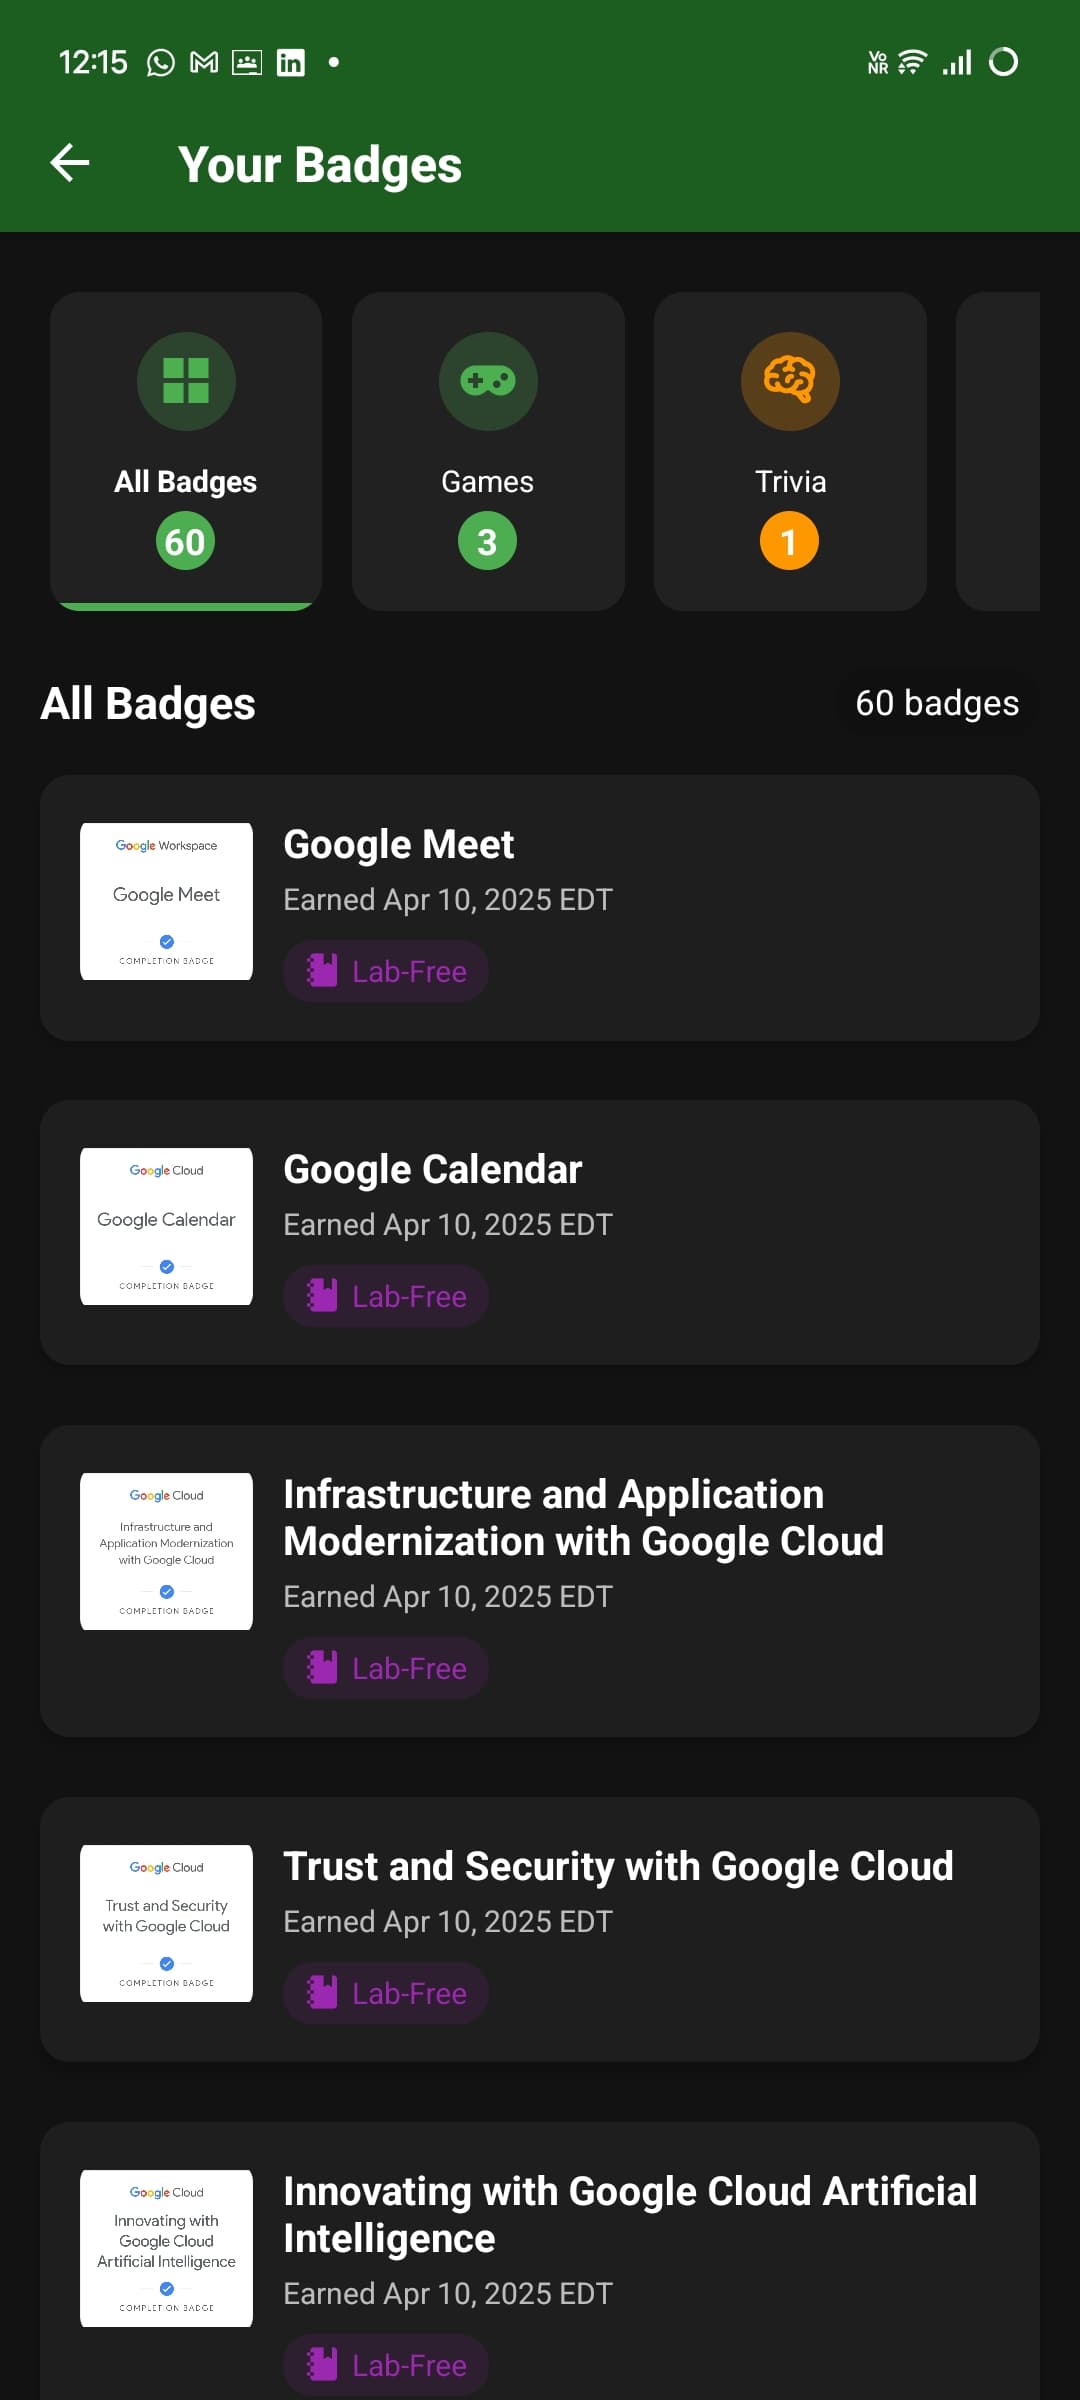 12:15
Vo
NR
Your Badges
All Badges
60
Games
3
Trivia
1
All Badges
60 badges
Google Workspace
Google Meet
COMPLETION BADGE
Google Meet
Earned Apr 10, 2025 EDT
Lab-Free
Google Cloud
Google Calendar
COMPLETION BADGE
Google Calendar
Earned Apr 10, 2025 EDT
Lab-Free
Google Cloud
Infrastructure and
Application Modernization
with Google Cloud
COMPLETION BADGE
Infrastructure and Application
Modernization with Google Cloud
Earned Apr 10, 2025 EDT
Lab-Free
Google Cloud
Trust and Security
with Google Cloud
COMPLETION BADGE
Trust and Security with Google Cloud
Earned Apr 10, 2025 EDT
Lab-Free
Google Cloud
Innovating with
Google Cloud
Artificial Intelligence
COMPLETION BADGE
Innovating with Google Cloud Artificial
Intelligence
Earned Apr 10, 2025 EDT
Lab-Free